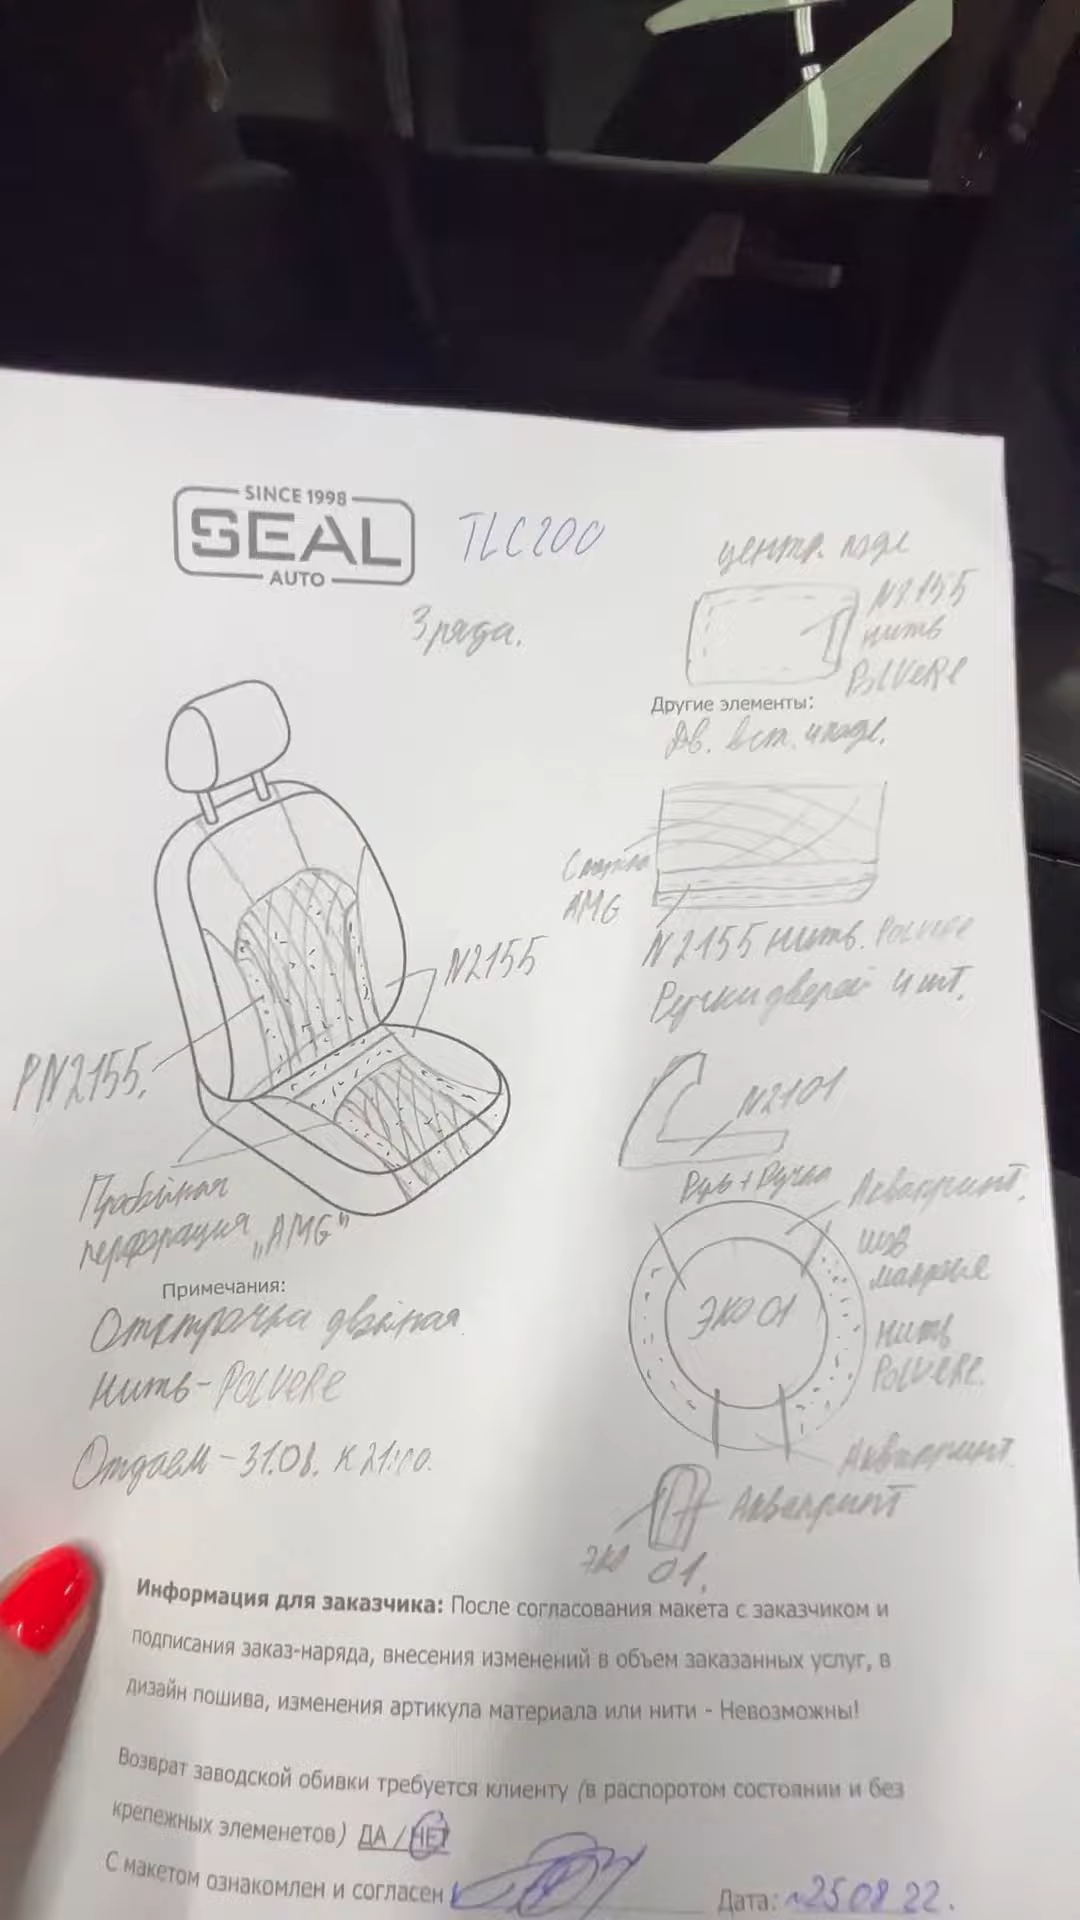 SINCE 1998
SEAL
AUTO
TLC200
3 ряда.
центр. подл
N2155
нить
POLVERE
Другие элементы:
Дв. вст. и подл.
AMG
N2155 нить. POLVERE
Ручки дверей 4 шт.
N2155
PN2155.
N2101
Руль + Ручка
Аквапринт.
шов
нить
POLVERE.
ЭКО 01
Аквапринт.
Аквапринт
ЭКО 01.
Двойная
перфорация "AMG"
Примечания:
Отстрочка двойная
нить - POLVERE
Отдаем - 31.08. к 21:00.
Информация для заказчика: После согласования макета с заказчиком и
подписания заказ-наряда, внесения изменений в объем заказанных услуг, в
дизайн пошива, изменения артикула материала или нити - Невозможны!
Возврат заводской обивки требуется клиенту (в распоротом состоянии и без
крепежных элеменетов) ДА / НЕТ
С макетом ознакомлен и согласен
Дата: 25 08 22.